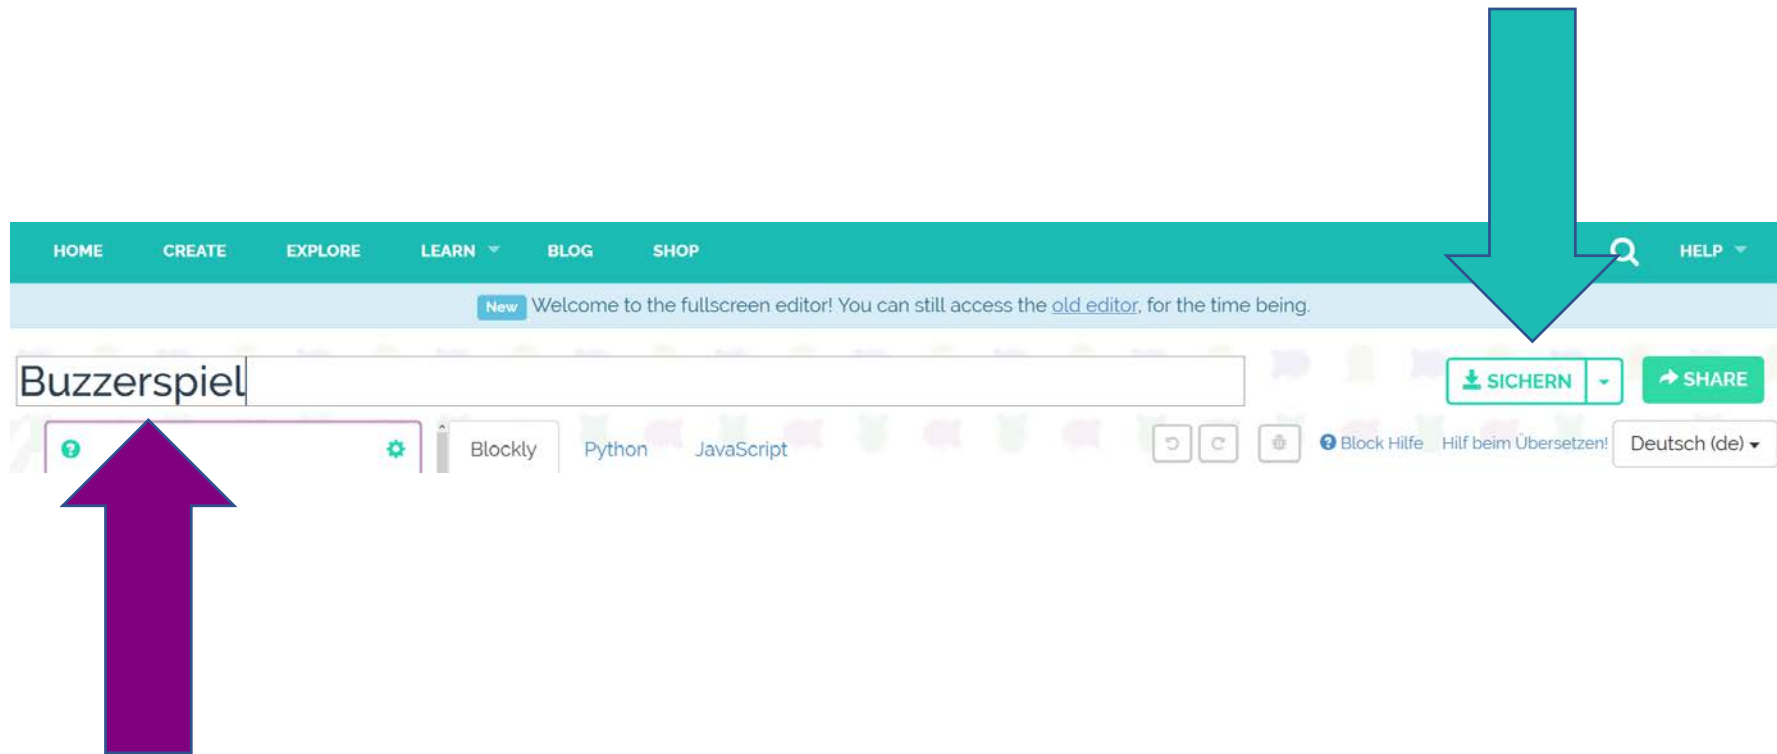 HOME CREATE EXPLORE LEARN BLOG SHOP HELP
New Welcome to the fullscreen editor! You can still access the old editor, for the time being.
Buzzerspiel SICHERN SHARE
Blockly Python JavaScript Block Hilfe Hilf beim Übersetzen! Deutsch (de)